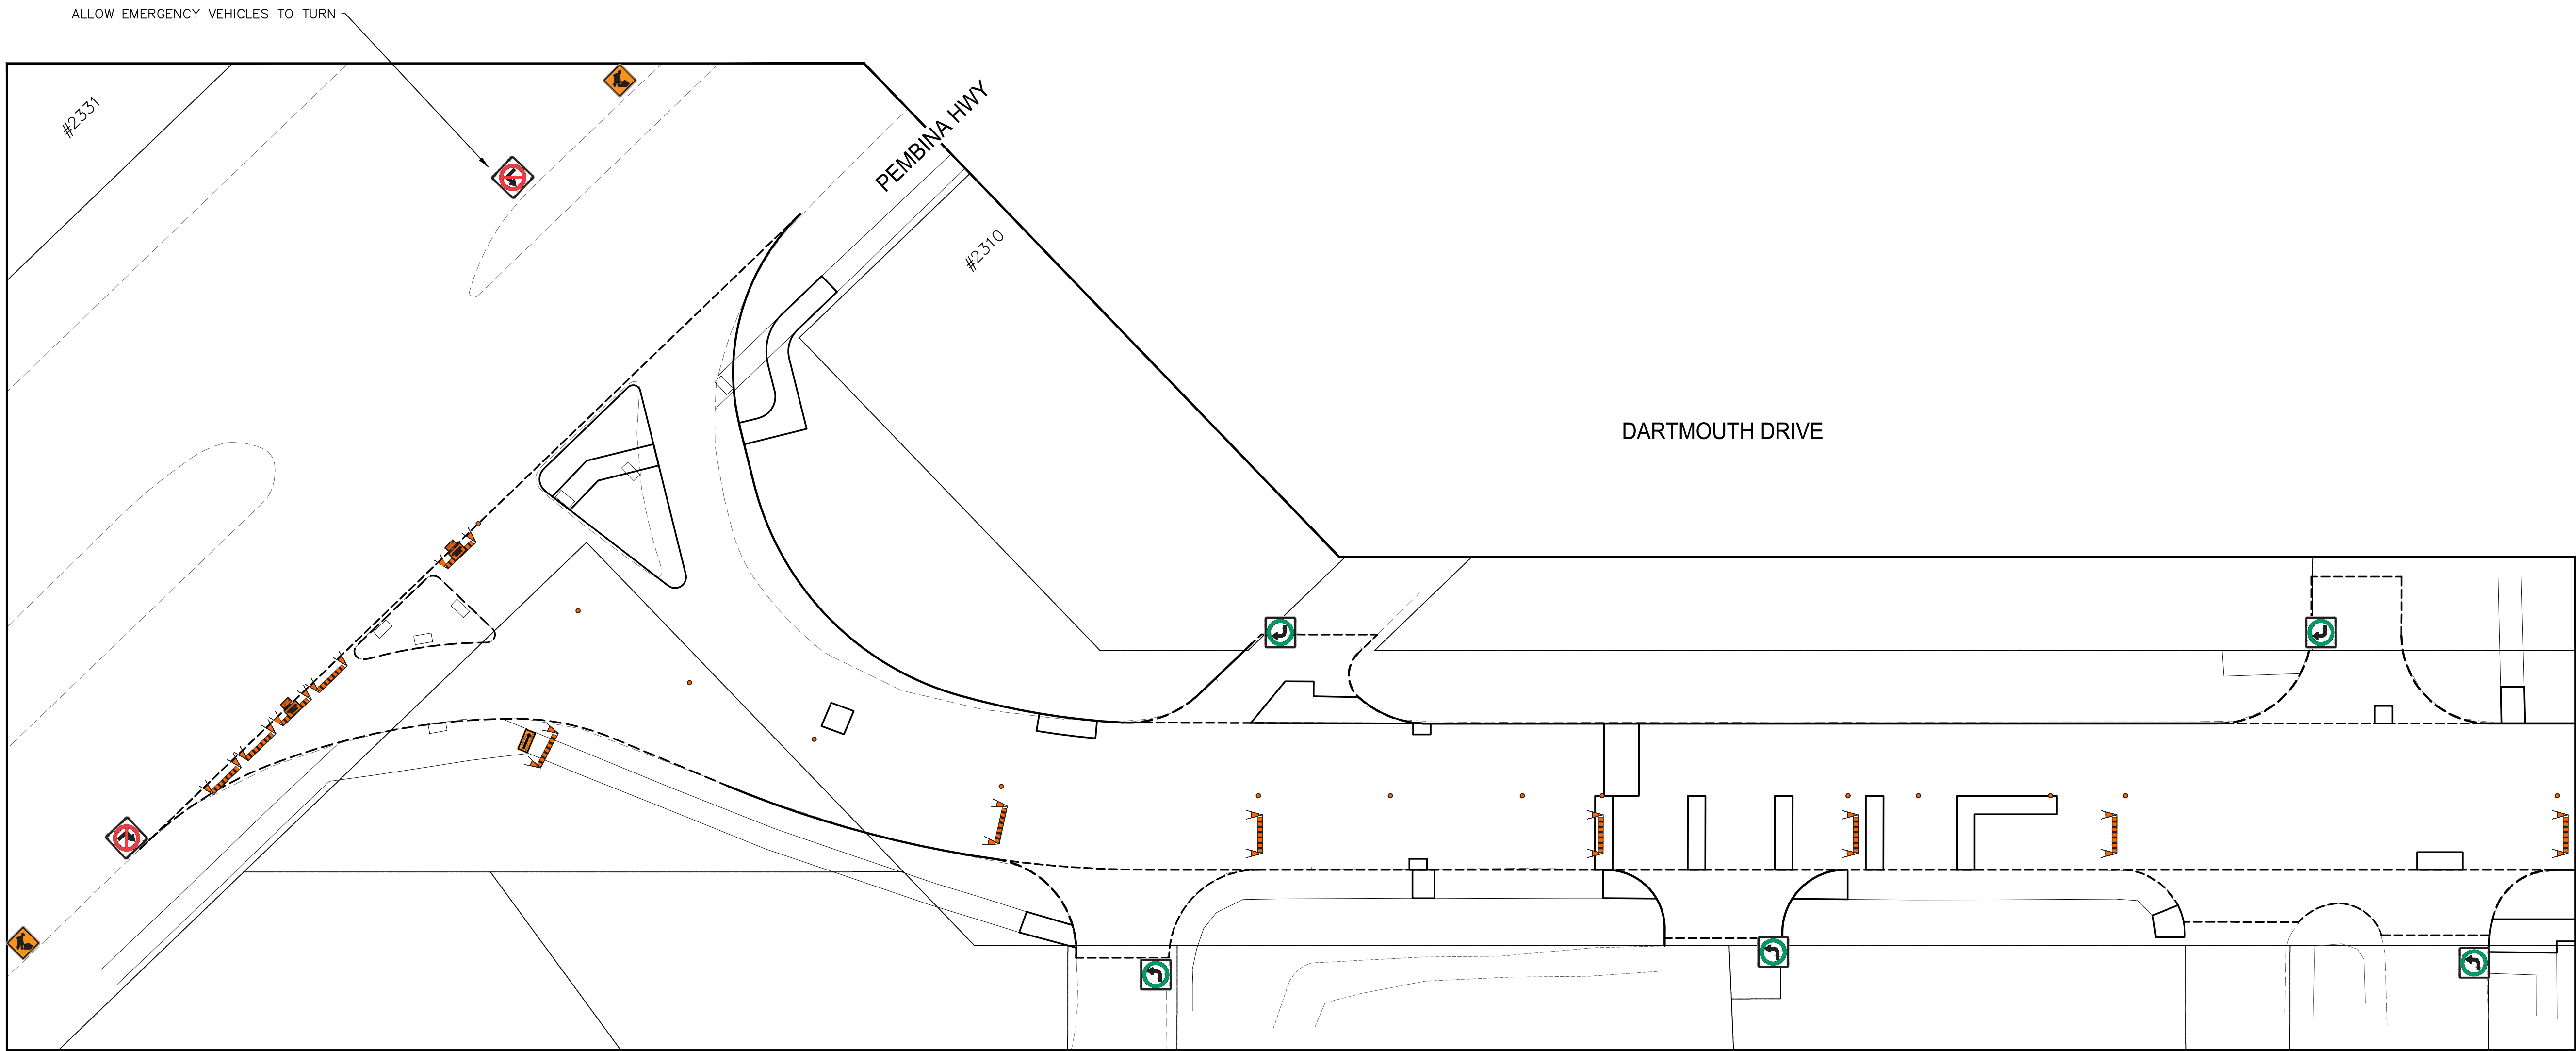 ALLOW EMERGENCY VEHICLES TO TURN
#2331
PEMBINA HWY
#2310
DARTMOUTH DRIVE